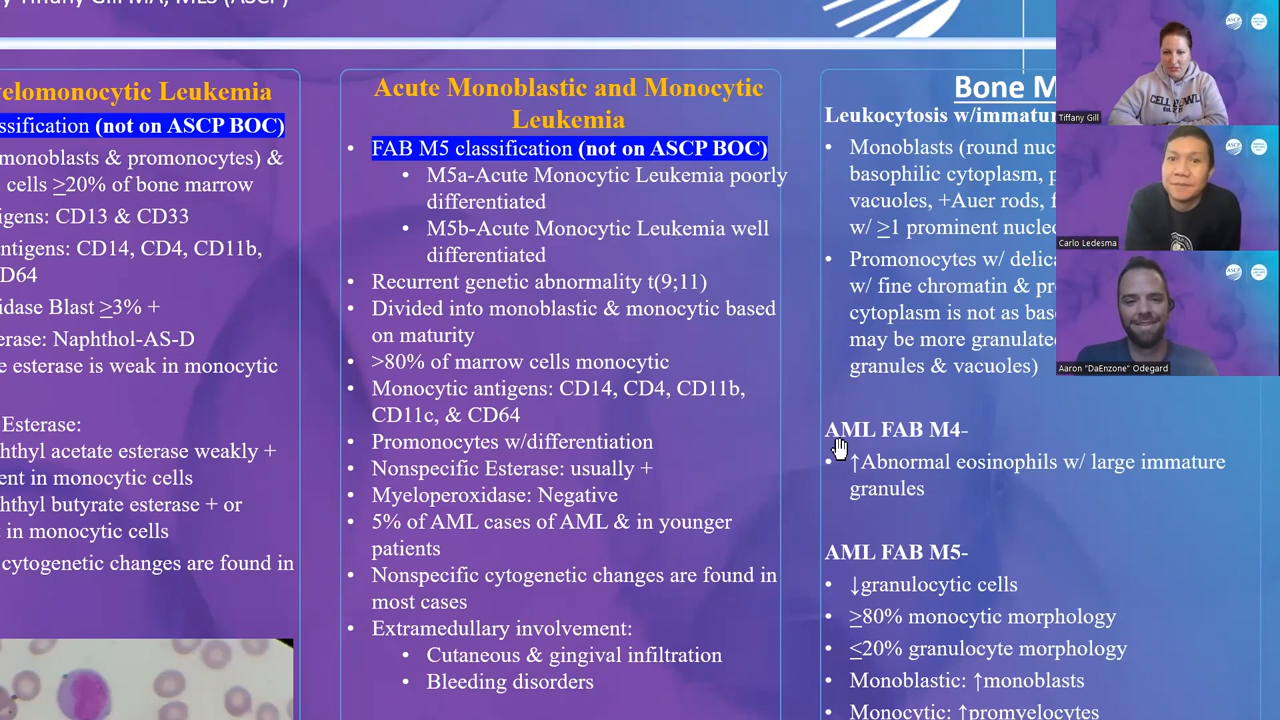 y Tiffany Gill MA, MLS (ASCP)
elomonocytic Leukemia
ssification (not on ASCP BOC)
monoblasts & promonocytes) &
cells ≥20% of bone marrow
igens: CD13 & CD33
ntigens: CD14, CD4, CD11b,
D64
idase Blast ≥3% +
erase: Naphthol-AS-D
e esterase is weak in monocytic
Esterase:
hthyl acetate esterase weakly +
ent in monocytic cells
hthyl butyrate esterase + or
t in monocytic cells
cytogenetic changes are found in
Acute Monoblastic and Monocytic
Leukemia
• FAB M5 classification (not on ASCP BOC)
• M5a-Acute Monocytic Leukemia poorly
differentiated
• M5b-Acute Monocytic Leukemia well
differentiated
• Recurrent genetic abnormality t(9;11)
• Divided into monoblastic & monocytic based
on maturity
• >80% of marrow cells monocytic
• Monocytic antigens: CD14, CD4, CD11b,
CD11c, & CD64
• Promonocytes w/differentiation
• Nonspecific Esterase: usually +
• Myeloperoxidase: Negative
• 5% of AML cases of AML & in younger
patients
• Nonspecific cytogenetic changes are found in
most cases
• Extramedullary involvement:
• Cutaneous & gingival infiltration
• Bleeding disorders
Bone M
Leukocytosis w/immatur
• Monoblasts (round nuc
basophilic cytoplasm, p
vacuoles, +Auer rods, f
w/ ≥1 prominent nucleo
• Promonocytes w/ delica
w/ fine chromatin & pr
cytoplasm is not as bas
may be more granulated
granules & vacuoles)
AML FAB M4-
• ↑Abnormal eosinophils w/ large immature
granules
AML FAB M5-
• ↓granulocytic cells
• ≥80% monocytic morphology
• ≤20% granulocyte morphology
• Monoblastic: ↑monoblasts
• Monocytic: ↑promyelocytes
ASCP
Tiffany Gill
ASCP
Carlo Ledesma
ASCP
Aaron "DaEnzone" Odegard